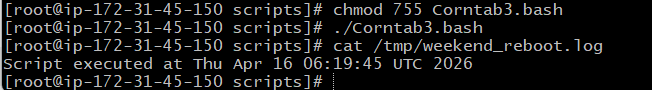 [root@ip-172-31-45-150 scripts]# chmod 755 Corntab3.bash
[root@ip-172-31-45-150 scripts]# ./Corntab3.bash
[root@ip-172-31-45-150 scripts]# cat /tmp/weekend_reboot.log
Script executed at Thu Apr 16 06:19:45 UTC 2026
[root@ip-172-31-45-150 scripts]#